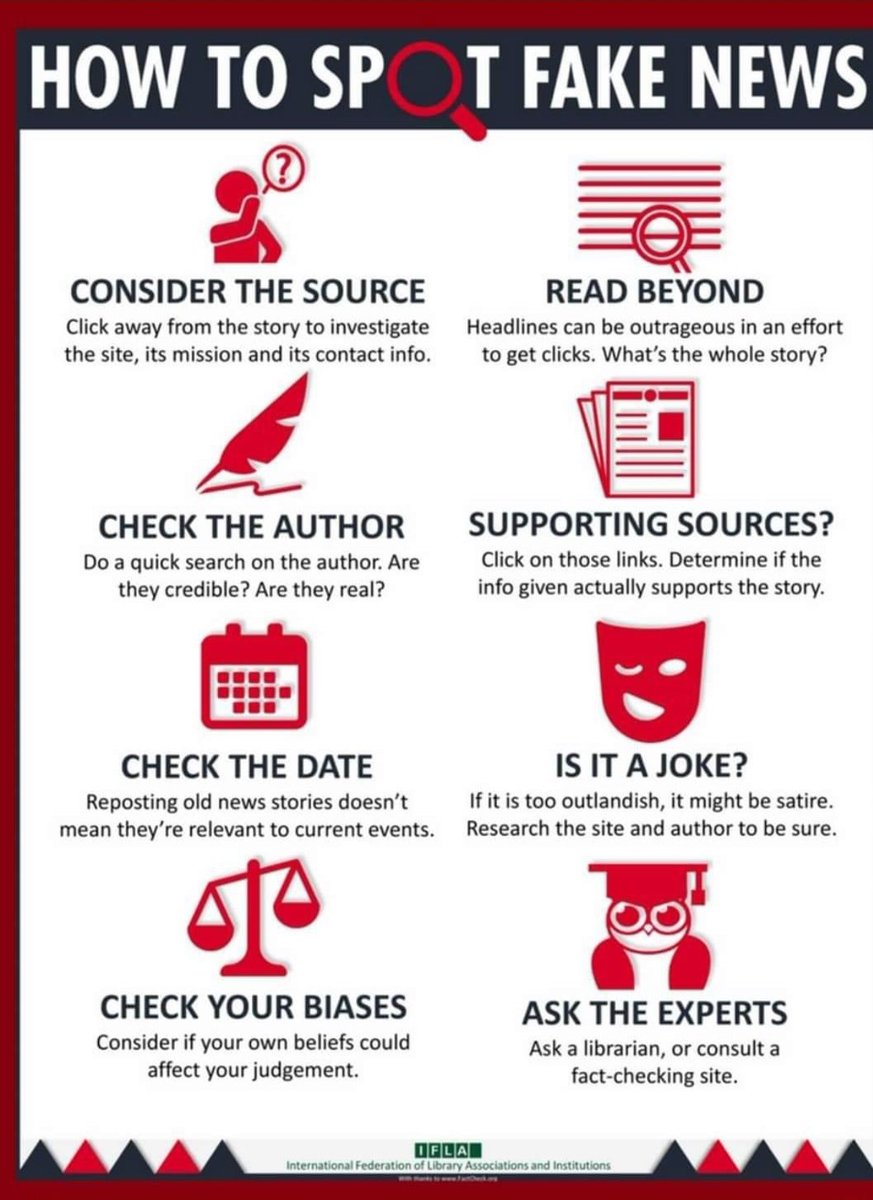 HOW TO SPOT FAKE NEWS
?
CONSIDER THE SOURCE
Click away from the story to investigate
the site, its mission and its contact info.
READ BEYOND
Headlines can be outrageous in an effort
to get clicks. What's the whole story?
CHECK THE AUTHOR
Do a quick search on the author. Are
they credible? Are they real?
SUPPORTING SOURCES?
Click on those links. Determine if the
info given actually supports the story.
CHECK THE DATE
Reposting old news stories doesn't
mean they're relevant to current events.
IS IT A JOKE?
If it is too outlandish, it might be satire.
Research the site and author to be sure.
CHECK YOUR BIASES
Consider if your own beliefs could
affect your judgement.
ASK THE EXPERTS
Ask a librarian, or consult a
fact-checking site.
IFLA
International Federation of Library Associations and Institutions
With thanks to www.FactCheck.org